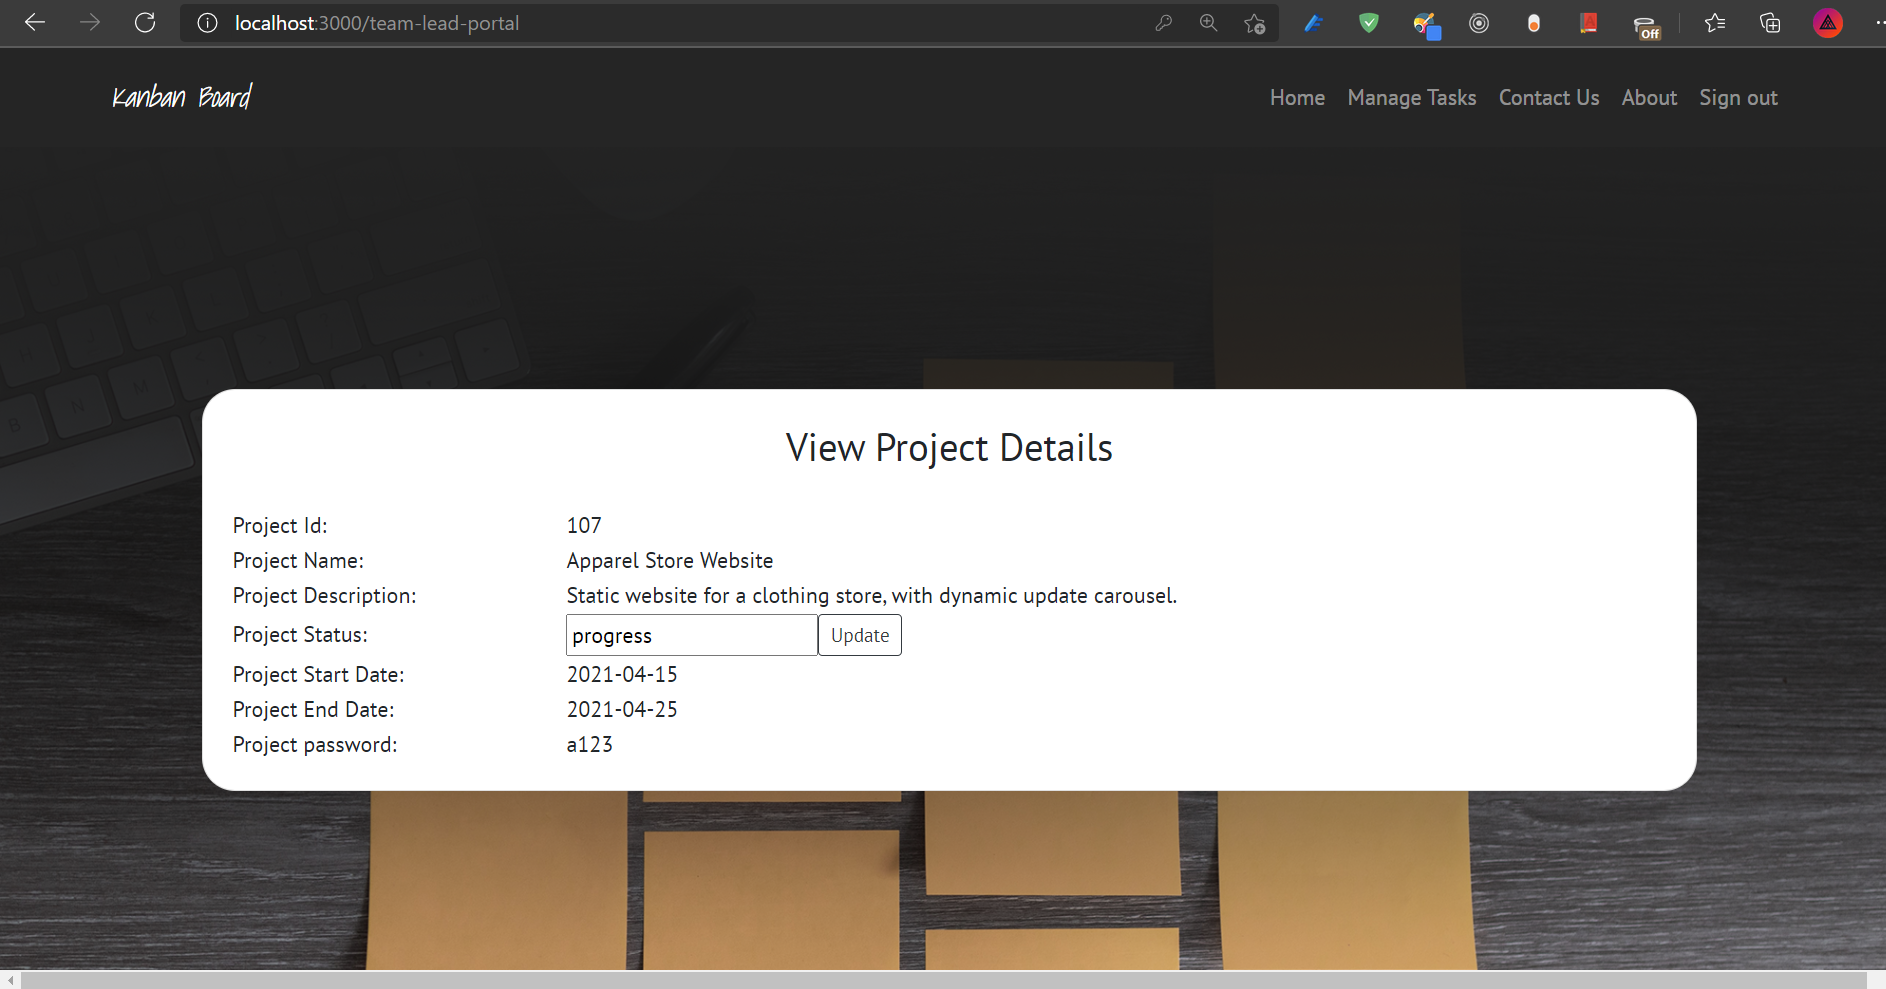 localhost:3000/team-lead-portal
Off
Kanban Board
Home Manage Tasks Contact Us About Sign out
View Project Details
Project Id: 107
Project Name: Apparel Store Website
Project Description: Static website for a clothing store, with dynamic update carousel.
Project Status: progress Update
Project Start Date: 2021-04-15
Project End Date: 2021-04-25
Project password: a123